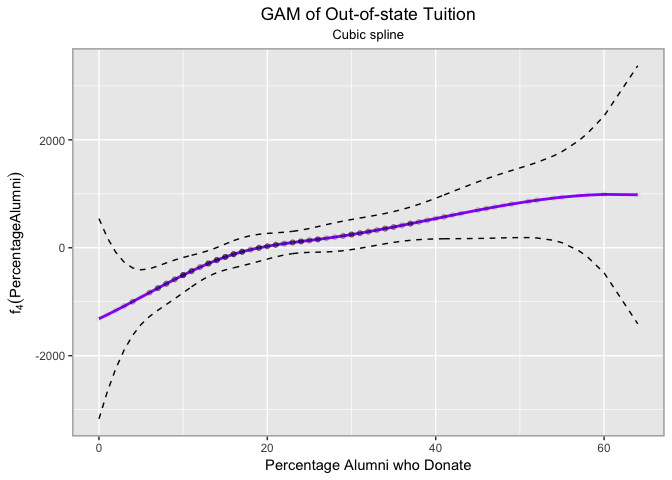 GAM of Out-of-state Tuition
Cubic spline
f4(PercentageAlumni)
2000
0
-2000
0 20 40 60
Percentage Alumni who Donate